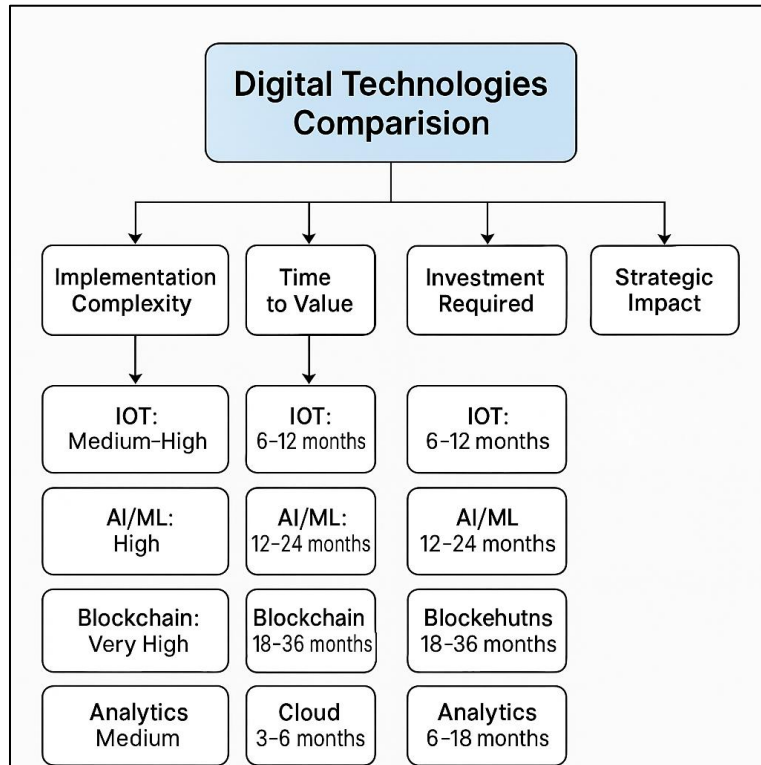 Digital Technologies
Comparision
Implementation
Complexity
Time
to Value
Investment
Required
Strategic
Impact
IOT:
Medium–High
IOT:
6–12 months
IOT:
6–12 months
AI/ML:
High
AI/ML:
12–24 months
AI/ML
12–24 months
Blockchain:
Very High
Blockchain
18–36 months
Blockehutns
18–36 months
Analytics
Medium
Cloud
3–6 months
Analytics
6–18 months